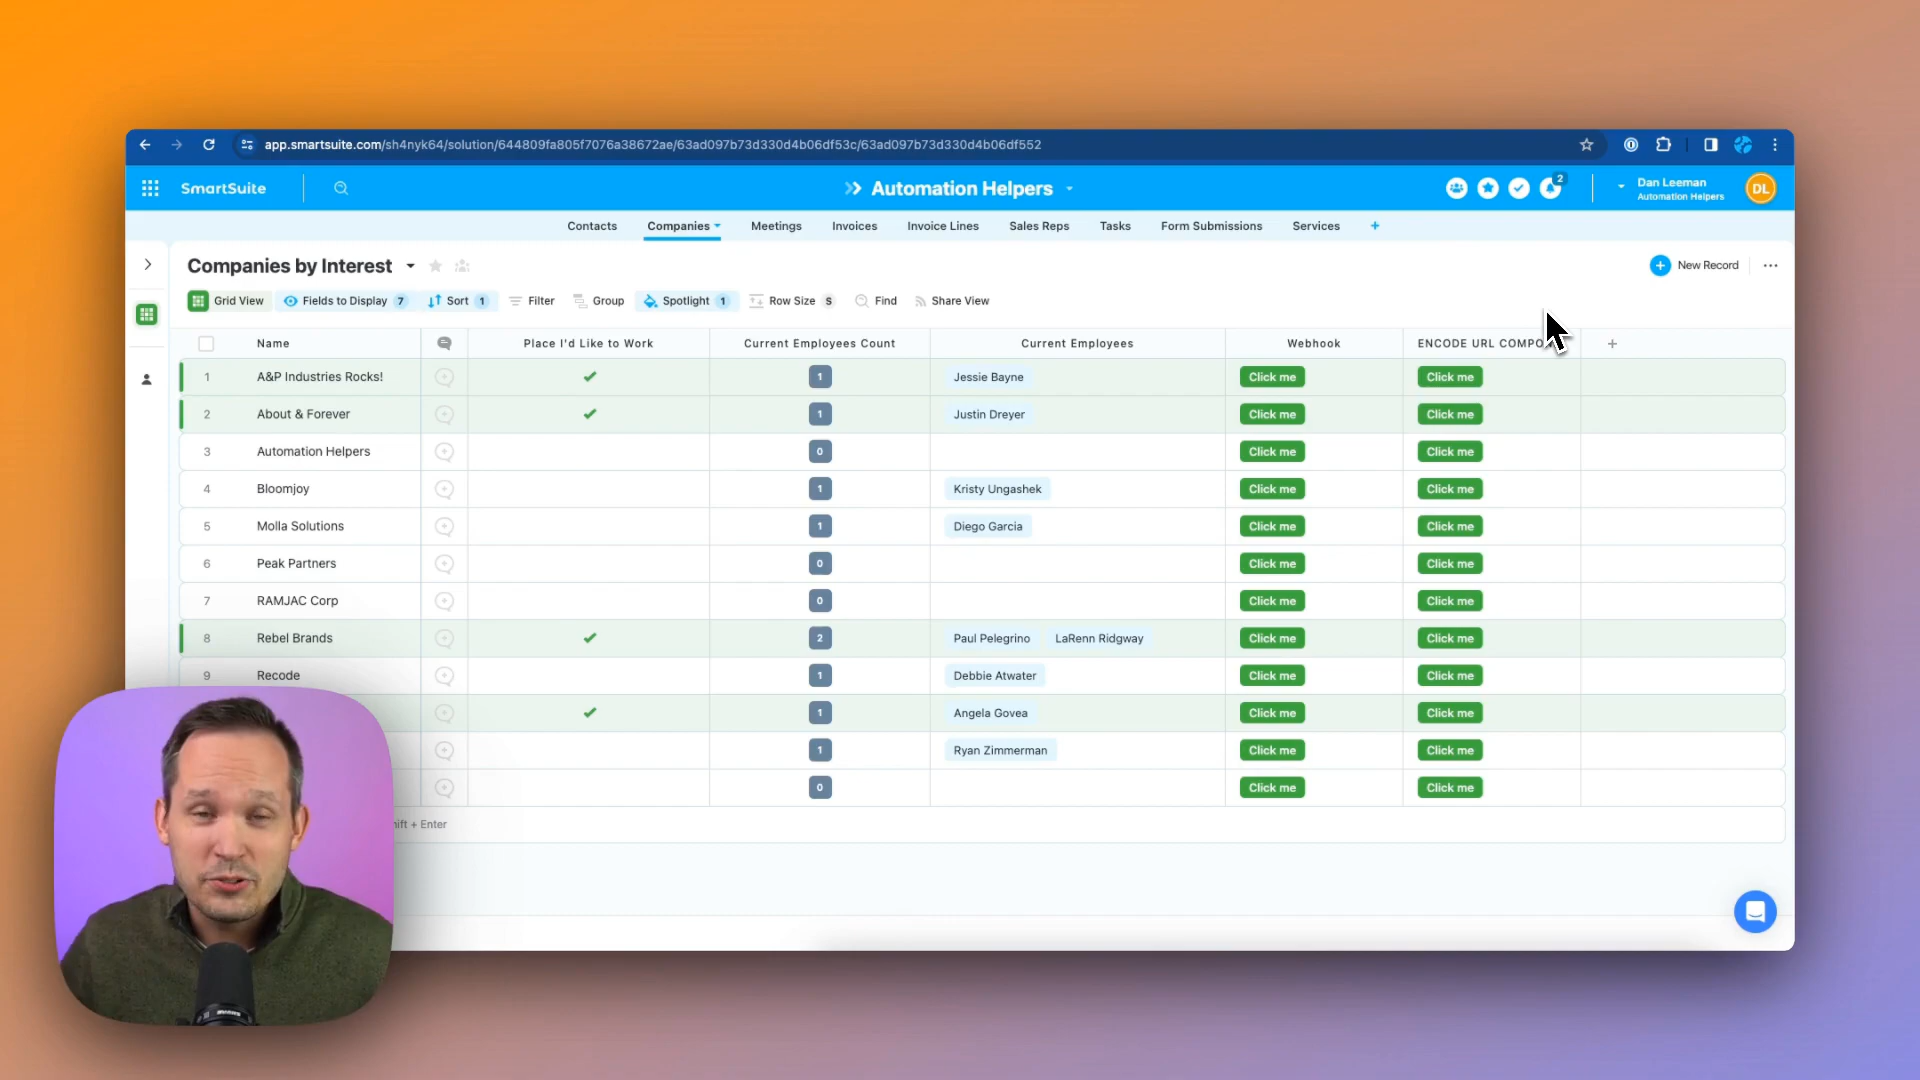 app.smartsuite.com/sh4nyk64/solution/644809fa805f7076a38672ae/63ad097b73d330d4b06df53c/63ad097b73d330d4b06df552
SmartSuite
Automation Helpers
2
Dan Leeman
Automation Helpers
DL
Contacts Companies Meetings Invoices Invoice Lines Sales Reps Tasks Form Submissions Services +
Companies by Interest
New Record
Grid View Fields to Display 7 Sort 1 Filter Group Spotlight 1 Row Size S Find Share View
Name Place I'd Like to Work Current Employees Count Current Employees Webhook ENCODE URL COMPO
1 A&P Industries Rocks! 1 Jessie Bayne Click me Click me
2 About & Forever 1 Justin Dreyer Click me Click me
3 Automation Helpers 0 Click me Click me
4 Bloomjoy 1 Kristy Ungashek Click me Click me
5 Molla Solutions 1 Diego Garcia Click me Click me
6 Peak Partners 0 Click me Click me
7 RAMJAC Corp 0 Click me Click me
8 Rebel Brands 2 Paul Pelegrino LaRenn Ridgway Click me Click me
9 Recode 1 Debbie Atwater Click me Click me
1 Angela Govea Click me Click me
1 Ryan Zimmerman Click me Click me
0 Click me Click me
ift + Enter